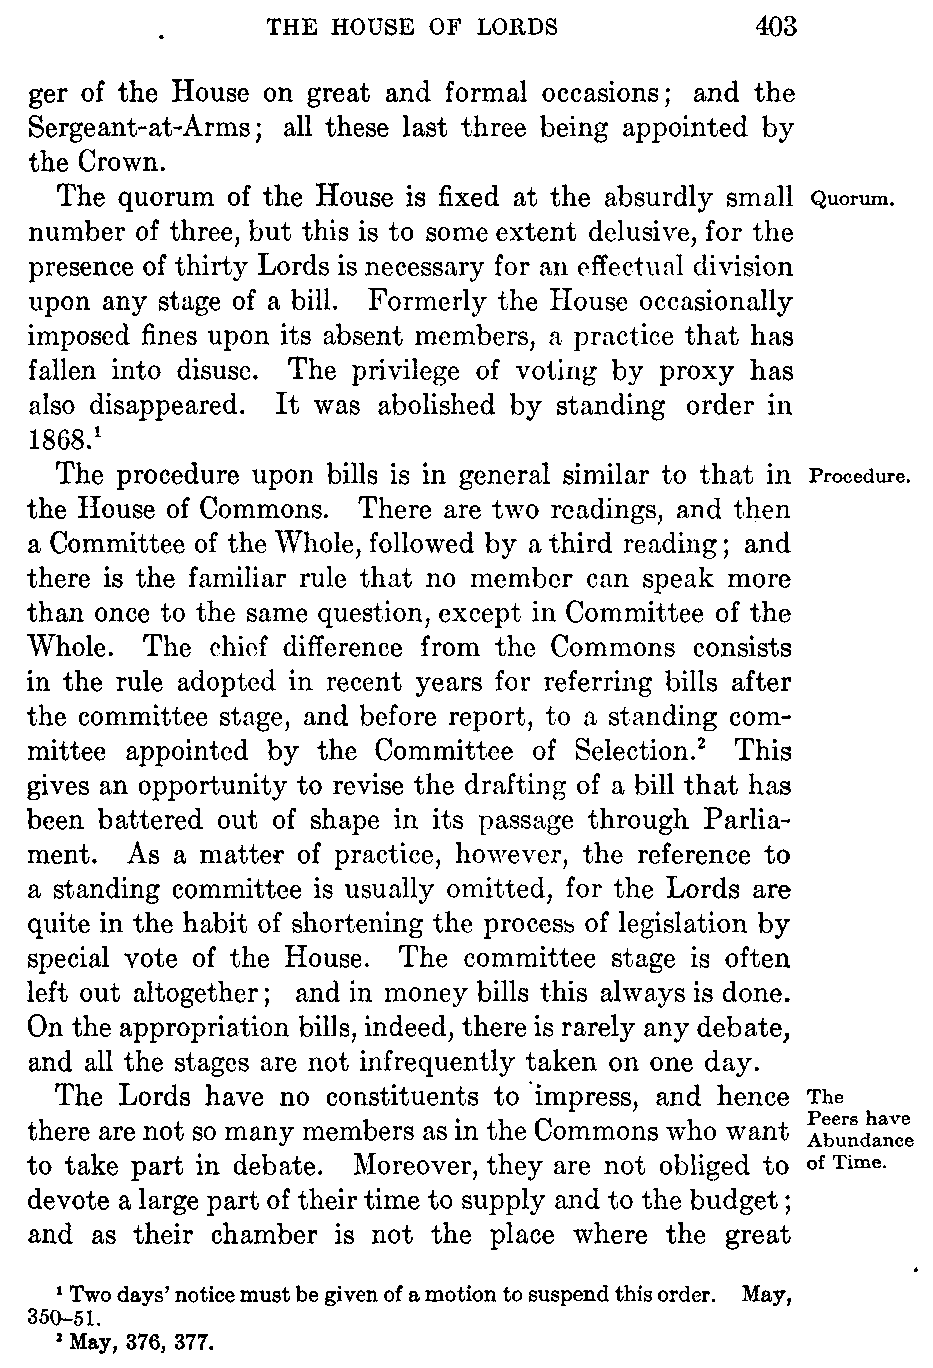 THE HOUSE OF LORDS 403
ger of the House on great and formal occasions; and the
Sergeant-at-Arms; all these last three being appointed by
the Crown.
The quorum of the House is fixed at the absurdly small Quorum.
number of three, but this is to some extent delusive, for the
presence of thirty Lords is necessary for an effectual division
upon any stage of a bill. Formerly the House occasionally
imposed fines upon its absent members, a practice that has
fallen into disuse. The privilege of voting by proxy has
also disappeared. It was abolished by standing order in
1868.¹
The procedure upon bills is in general similar to that in Procedure.
the House of Commons. There are two readings, and then
a Committee of the Whole, followed by a third reading; and
there is the familiar rule that no member can speak more
than once to the same question, except in Committee of the
Whole. The chief difference from the Commons consists
in the rule adopted in recent years for referring bills after
the committee stage, and before report, to a standing com-
mittee appointed by the Committee of Selection.² This
gives an opportunity to revise the drafting of a bill that has
been battered out of shape in its passage through Parlia-
ment. As a matter of practice, however, the reference to
a standing committee is usually omitted, for the Lords are
quite in the habit of shortening the process of legislation by
special vote of the House. The committee stage is often
left out altogether; and in money bills this always is done.
On the appropriation bills, indeed, there is rarely any debate,
and all the stages are not infrequently taken on one day.
The Lords have no constituents to impress, and hence The
there are not so many members as in the Commons who want Peers have
Abundance
to take part in debate. Moreover, they are not obliged to of Time.
devote a large part of their time to supply and to the budget;
and as their chamber is not the place where the great
¹ Two days' notice must be given of a motion to suspend this order. May,
350-51.
² May, 376, 377.